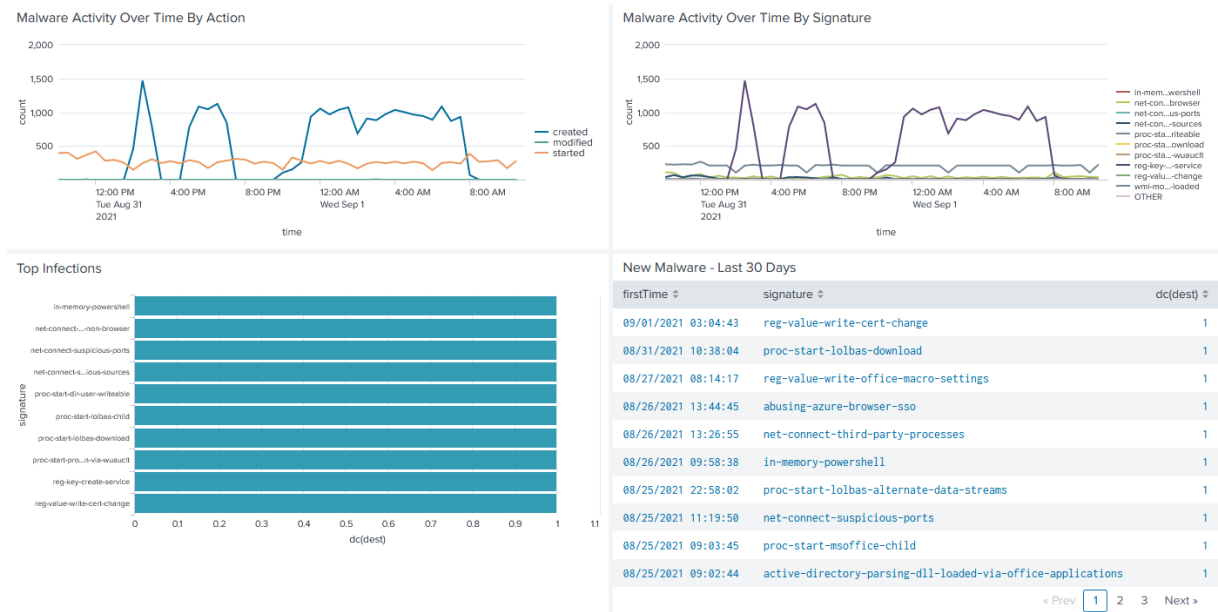 Malware Activity Over Time By Action
2,000
1,500
1,000
500
count
12:00 PM
Tue Aug 31
2021
4:00 PM
8:00 PM
12:00 AM
Wed Sep 1
4:00 AM
8:00 AM
time
created
modified
started
Malware Activity Over Time By Signature
2,000
1,500
1,000
500
count
12:00 PM
Tue Aug 31
2021
4:00 PM
8:00 PM
12:00 AM
Wed Sep 1
4:00 AM
8:00 AM
time
in-mem...wershell
net-con...browser
net-con...us-ports
net-con...-sources
proc-sta...riteable
proc-sta...ownload
proc-sta...-wuauclt
reg-key-...-service
reg-valu...-change
wmi-mo...-loaded
OTHER
Top Infections
signature
in-memory-powershell
net-connect-...-non-browser
net-connect-suspicious-ports
net-connect-s...ious-sources
proc-start-dir-user-writeable
proc-start-lolbas-child
proc-start-lolbas-download
proc-start-pro...n-via-wuauclt
reg-key-create-service
reg-value-write-cert-change
0 0.1 0.2 0.3 0.4 0.5 0.6 0.7 0.8 0.9 1 1.1
dc(dest)
New Malware - Last 30 Days
firstTime signature dc(dest)
09/01/2021 03:04:43 reg-value-write-cert-change 1
08/31/2021 10:38:04 proc-start-lolbas-download 1
08/27/2021 08:14:17 reg-value-write-office-macro-settings 1
08/26/2021 13:44:45 abusing-azure-browser-sso 1
08/26/2021 13:26:55 net-connect-third-party-processes 1
08/26/2021 09:58:38 in-memory-powershell 1
08/25/2021 22:58:02 proc-start-lolbas-alternate-data-streams 1
08/25/2021 11:19:50 net-connect-suspicious-ports 1
08/25/2021 09:03:45 proc-start-msoffice-child 1
08/25/2021 09:02:44 active-directory-parsing-dll-loaded-via-office-applications 1
« Prev 1 2 3 Next »